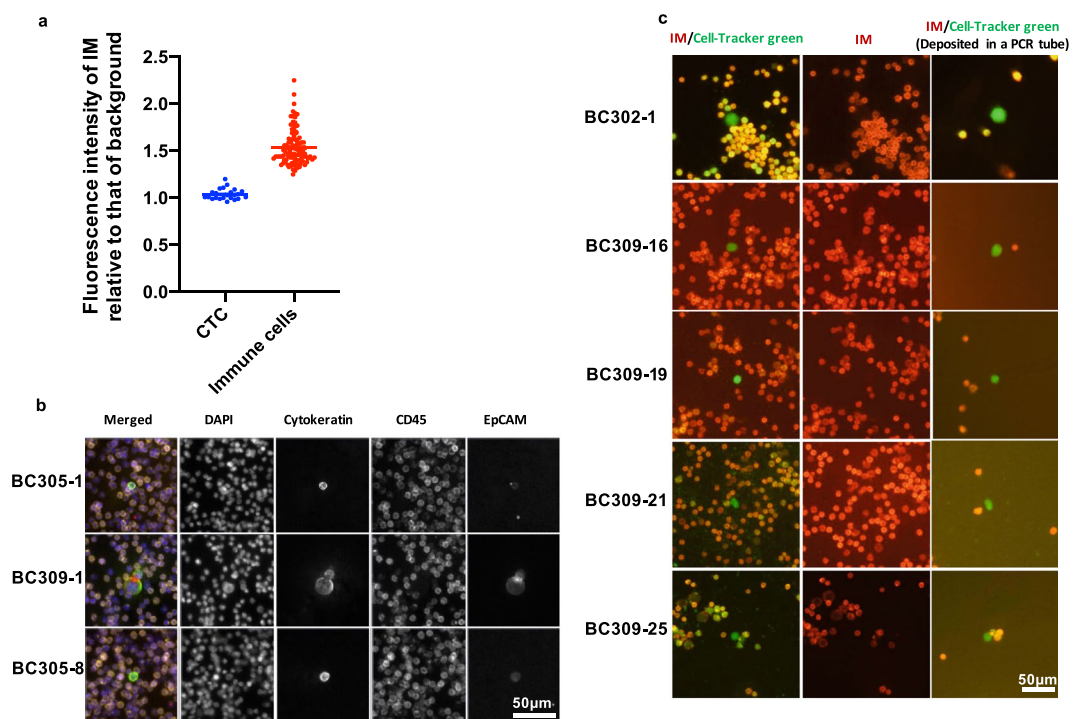 a
Fluorescence intensity of IM
relative to that of background
2.5
2.0
1.5
1.0
0.5
0.0
CTC
Immune cells
b
Merged DAPI Cytokeratin CD45 EpCAM
BC305-1
BC309-1
BC305-8
50µm
c
IM/Cell-Tracker green IM IM/Cell-Tracker green
(Deposited in a PCR tube)
BC302-1
BC309-16
BC309-19
BC309-21
BC309-25
50µm